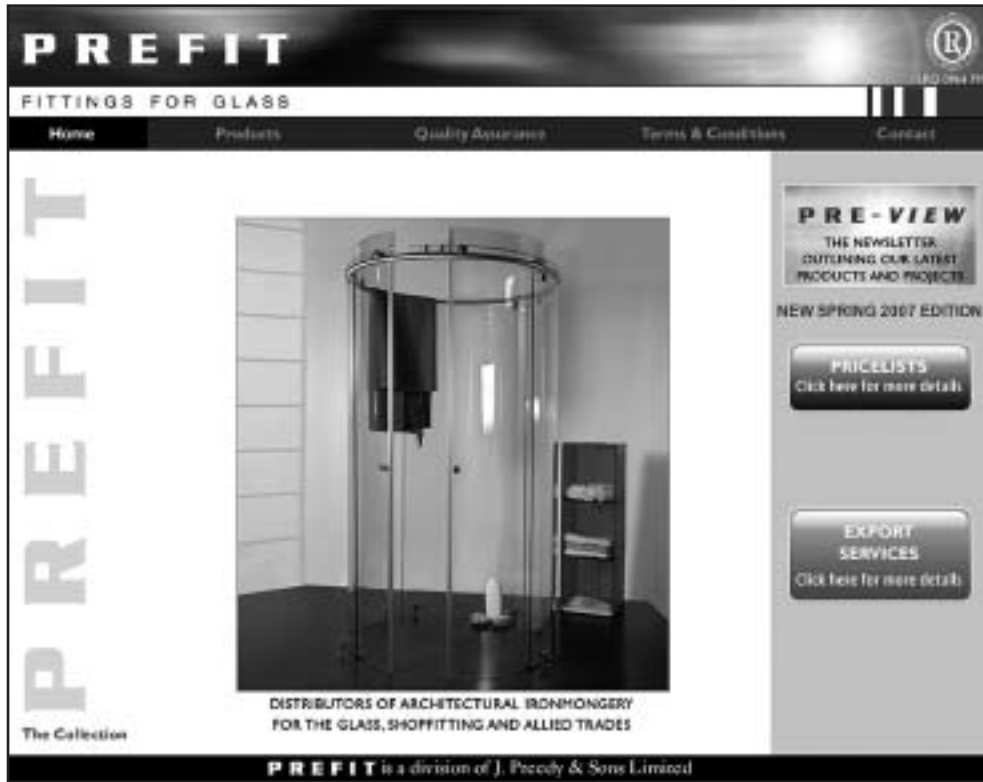 PREFIT
R
FITTINGS FOR GLASS
Home Products Quality Assurance Terms & Conditions Contact
PREFIT
The Collection
DISTRIBUTORS OF ARCHITECTURAL IRONMONGERY
FOR THE GLASS, SHOPFITTING AND ALLIED TRADES
PRE-VIEW
THE NEWSLETTER
OUTLINING OUR LATEST
PRODUCTS AND PROJECTS
NEW SPRING 2007 EDITION
PRICELISTS
Click here for more details
EXPORT
SERVICES
Click here for more details
PREFIT is a division of J. Preedy & Sons Limited